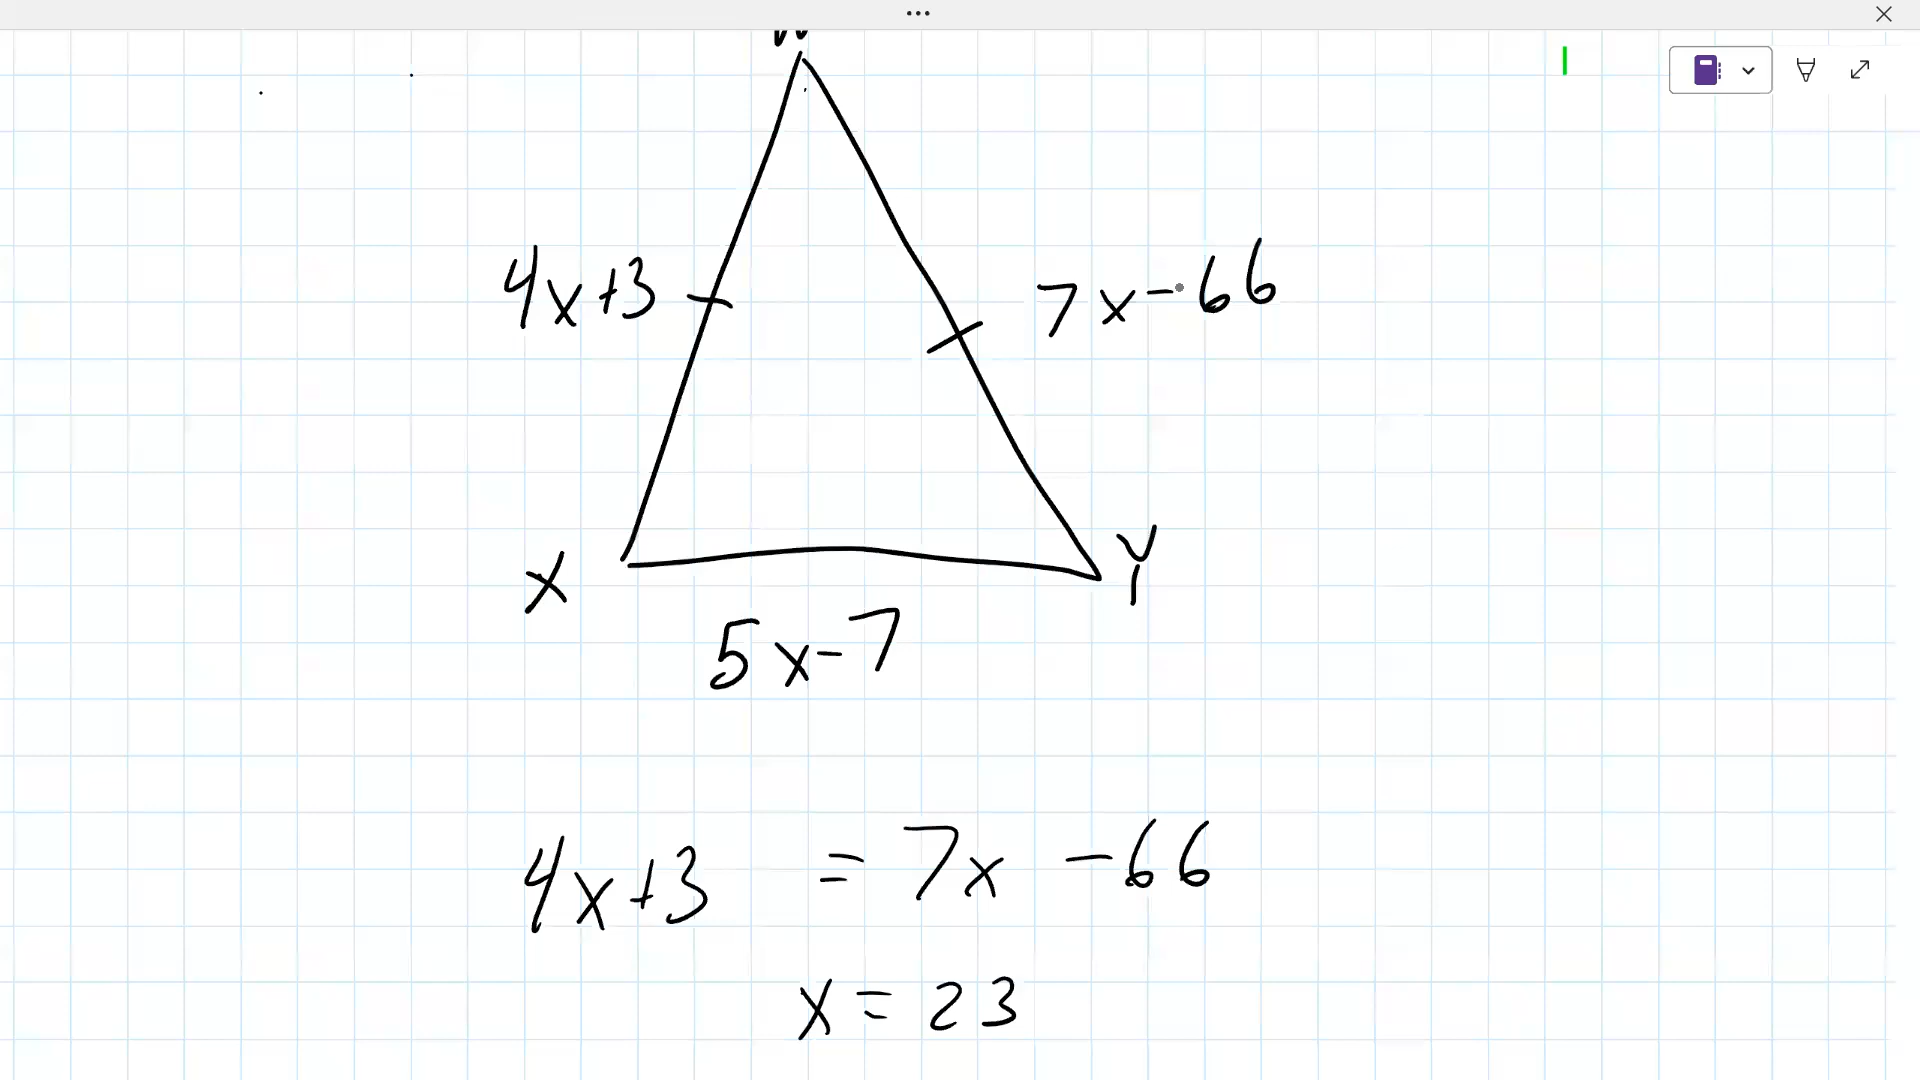 4x+3
7x-66
X
Y
5x-7
4x+3 = 7x -66
x = 23